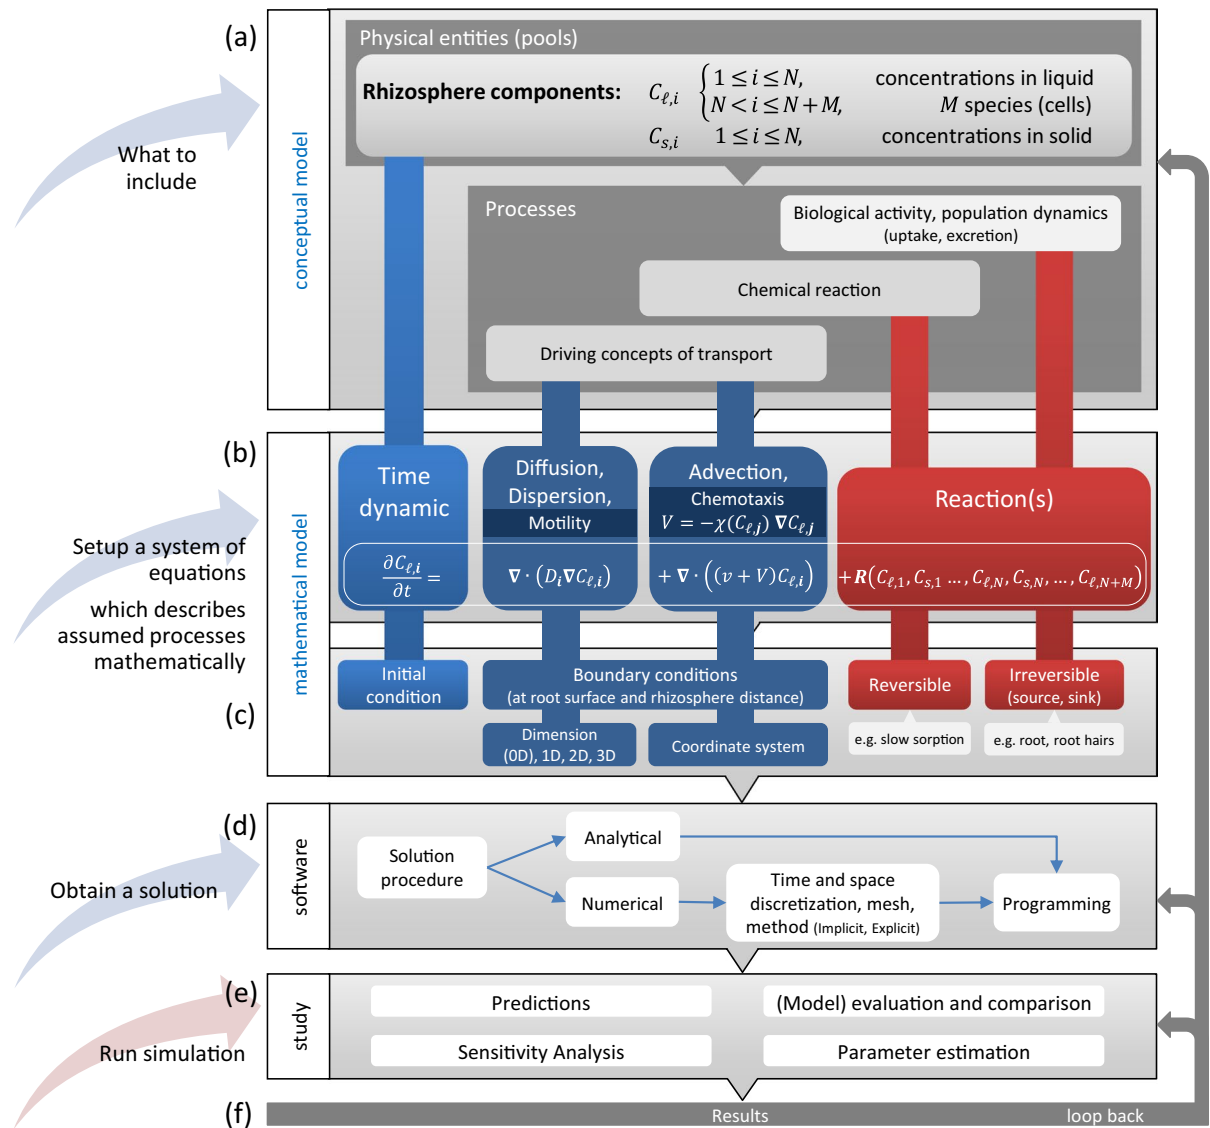 (a)
Physical entities (pools)
Rhizosphere components: C_{ℓ,i} { 1 ≤ i ≤ N, concentrations in liquid
N < i ≤ N + M, M species (cells)
C_{s,i} 1 ≤ i ≤ N, concentrations in solid
What to
include
conceptual model
Processes
Biological activity, population dynamics
(uptake, excretion)
Chemical reaction
Driving concepts of transport
(b)
Setup a system of
equations
which describes
assumed processes
mathematically
mathematical model
Time
dynamic
Diffusion,
Dispersion,
Motility
Advection,
Chemotaxis
V = −χ(C_{ℓ,j}) ∇C_{ℓ,j}
Reaction(s)
∂C_{ℓ,i}/∂t = ∇ · (D_i∇C_{ℓ,i}) + ∇ · ((v + V)C_{ℓ,i}) + R(C_{ℓ,1}, C_{s,1} … , C_{ℓ,N}, C_{s,N}, … , C_{ℓ,N+M})
(c)
Initial
condition
Boundary conditions
(at root surface and rhizosphere distance)
Dimension
(0D), 1D, 2D, 3D
Coordinate system
Reversible
e.g. slow sorption
Irreversible
(source, sink)
e.g. root, root hairs
(d)
Obtain a solution
software
Solution
procedure
Analytical
Numerical
Time and space
discretization, mesh,
method (Implicit, Explicit)
Programming
(e)
Run simulation
study
Predictions
(Model) evaluation and comparison
Sensitivity Analysis
Parameter estimation
(f)
Results
loop back